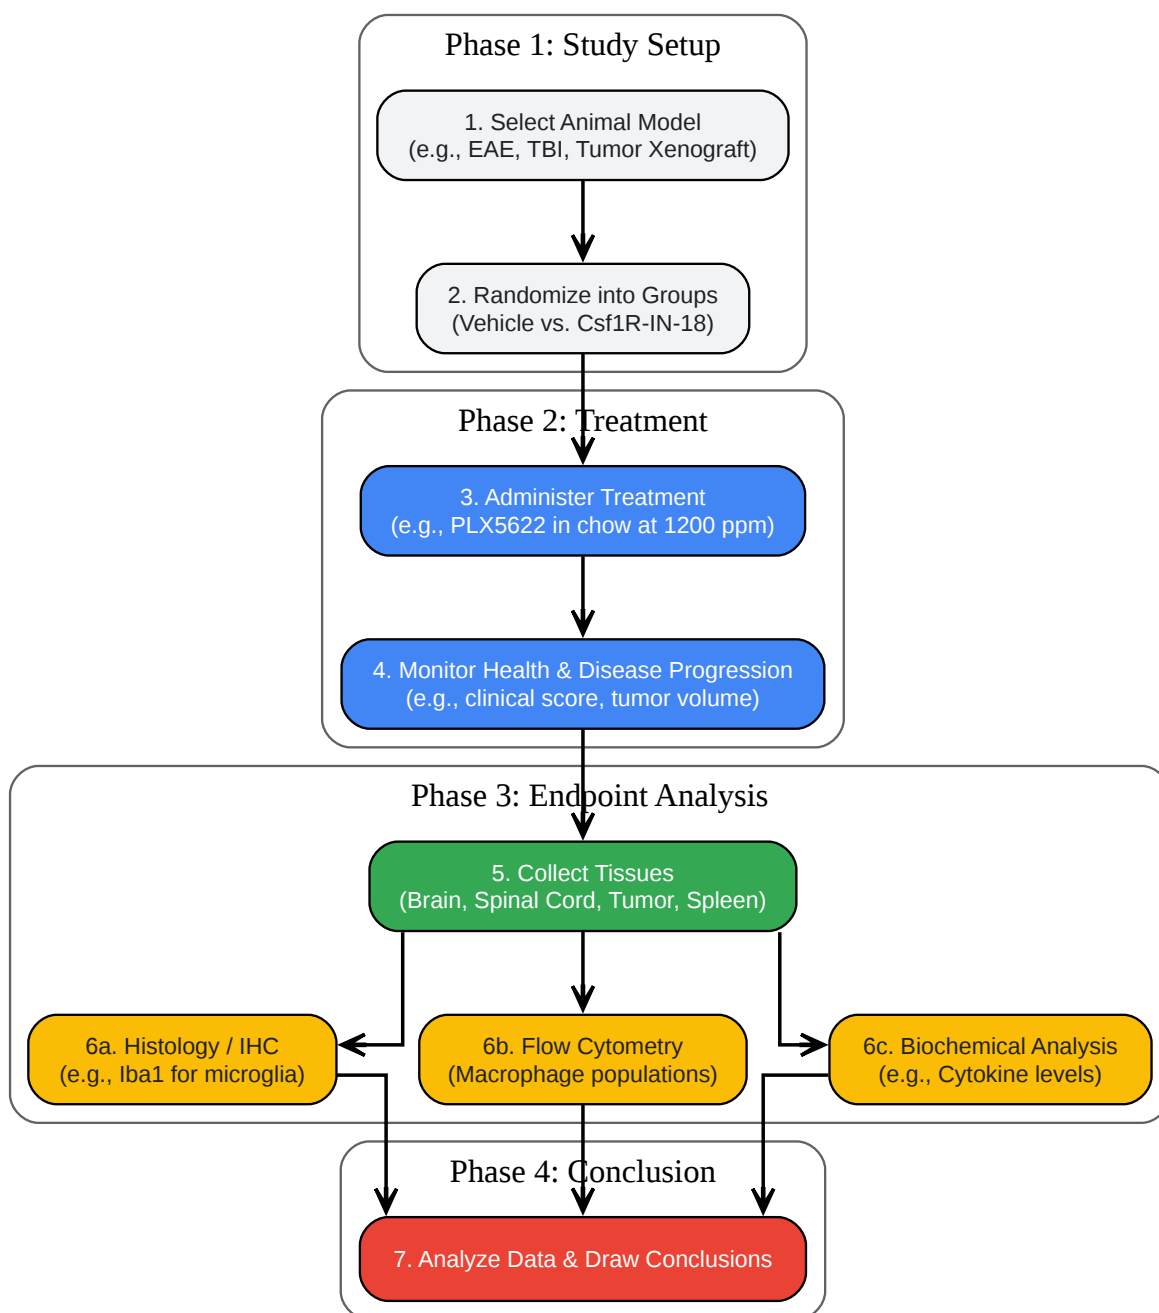 Phase 1: Study Setup
1. Select Animal Model
(e.g., EAE, TBI, Tumor Xenograft)
2. Randomize into Groups
(Vehicle vs. Csf1R-IN-18)
Phase 2: Treatment
3. Administer Treatment
(e.g., PLX5622 in chow at 1200 ppm)
4. Monitor Health & Disease Progression
(e.g., clinical score, tumor volume)
Phase 3: Endpoint Analysis
5. Collect Tissues
(Brain, Spinal Cord, Tumor, Spleen)
6a. Histology / IHC
(e.g., Iba1 for microglia)
6b. Flow Cytometry
(Macrophage populations)
6c. Biochemical Analysis
(e.g., Cytokine levels)
Phase 4: Conclusion
7. Analyze Data & Draw Conclusions